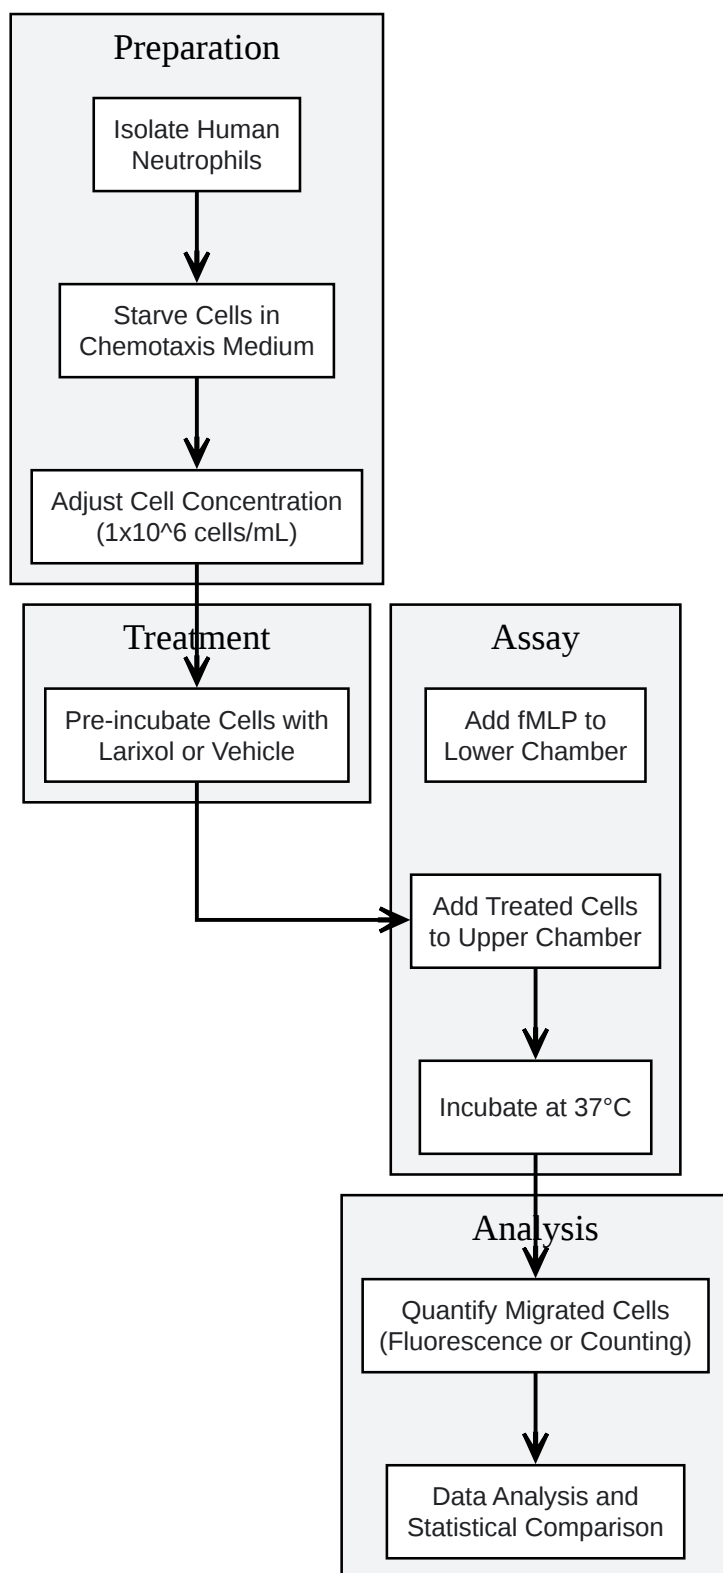 Preparation
Isolate Human
Neutrophils
Starve Cells in
Chemotaxis Medium
Adjust Cell Concentration
(1x10^6 cells/mL)
Treatment
Pre-incubate Cells with
Larixol or Vehicle
Assay
Add fMLP to
Lower Chamber
Add Treated Cells
to Upper Chamber
Incubate at 37°C
Analysis
Quantify Migrated Cells
(Fluorescence or Counting)
Data Analysis and
Statistical Comparison